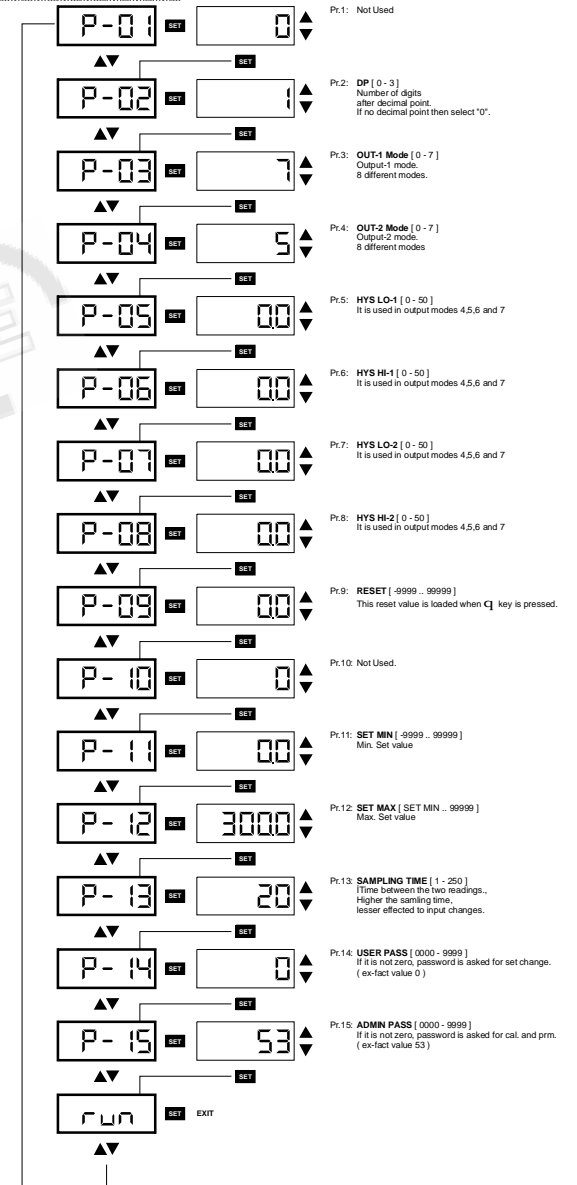 P-01 SET 0 Pr.1: Not Used
SET
P-02 SET 1 Pr.2: DP [ 0 - 3 ]
Number of digits
after decimal point.
If no decimal point then select "0".
SET
P-03 SET 7 Pr.3: OUT-1 Mode [ 0 - 7 ]
Output-1 mode.
8 different modes.
SET
P-04 SET 5 Pr.4: OUT-2 Mode [ 0 - 7 ]
Output-2 mode.
8 different modes
SET
P-05 SET 0.0 Pr.5: HYS LO-1 [ 0 - 50 ]
It is used in output modes 4,5,6 and 7
SET
P-06 SET 0.0 Pr.6: HYS HI-1 [ 0 - 50 ]
It is used in output modes 4,5,6 and 7
SET
P-07 SET 0.0 Pr.7: HYS LO-2 [ 0 - 50 ]
It is used in output modes 4,5,6 and 7
SET
P-08 SET 0.0 Pr.8: HYS HI-2 [ 0 - 50 ]
It is used in output modes 4,5,6 and 7
SET
P-09 SET 0.0 Pr.9: RESET [ -9999 .. 99999 ]
This reset value is loaded when key is pressed.
SET
P-10 SET 0 Pr.10: Not Used.
SET
P-11 SET 0.0 Pr.11: SET MIN [ -9999 .. 99999 ]
Min. Set value
SET
P-12 SET 300.0 Pr.12: SET MAX [ SET MIN .. 99999 ]
Max. Set value
SET
P-13 SET 20 Pr.13: SAMPLING TIME [ 1 - 250 ]
İTime between the two readings.,
Higher the samling time,
lesser effected to input changes.
SET
P-14 SET 0 Pr.14: USER PASS [ 0000 - 9999 ]
If it is not zero, password is asked for set change.
( ex-fact value 0 )
SET
P-15 SET 53 Pr.15: ADMIN PASS [ 0000 - 9999 ]
If it is not zero, password is asked for cal. and prm.
( ex-fact value 53 )
SET
run SET EXIT